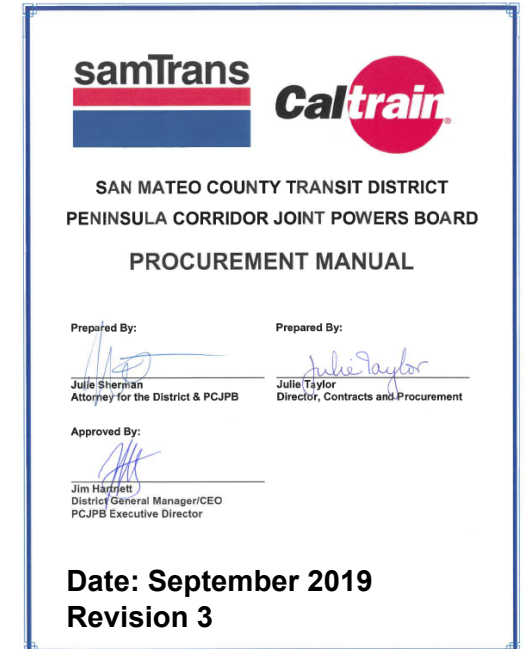 samTrans
Caltrain
SAN MATEO COUNTY TRANSIT DISTRICT
PENINSULA CORRIDOR JOINT POWERS BOARD
PROCUREMENT MANUAL
Prepared By:
Prepared By:
Julie Taylor
Julie Sherman
Attorney for the District & PCJPB
Julie Taylor
Director, Contracts and Procurement
Approved By:
Jim Hartnett
District General Manager/CEO
PCJPB Executive Director
Date: September 2019
Revision 3